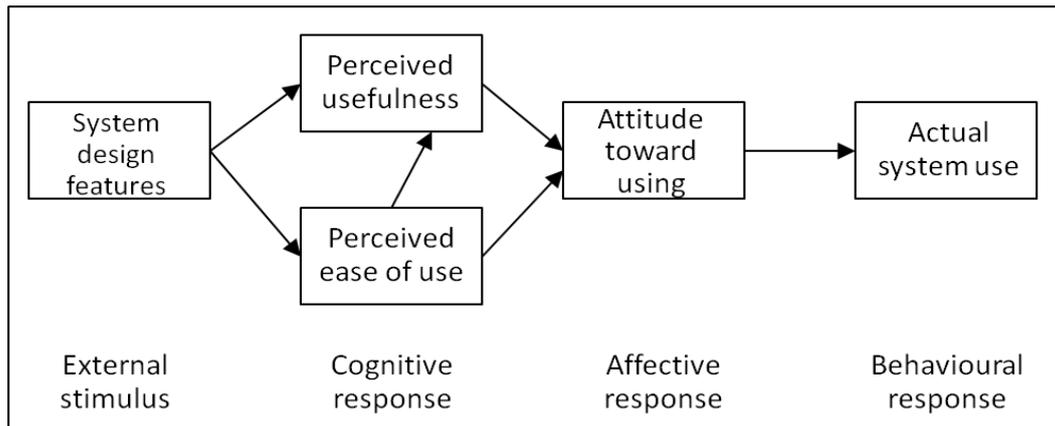 System
design
features
Perceived
usefulness
Perceived
ease of use
Attitude
toward
using
Actual
system use
External
stimulus
Cognitive
response
Affective
response
Behavioural
response